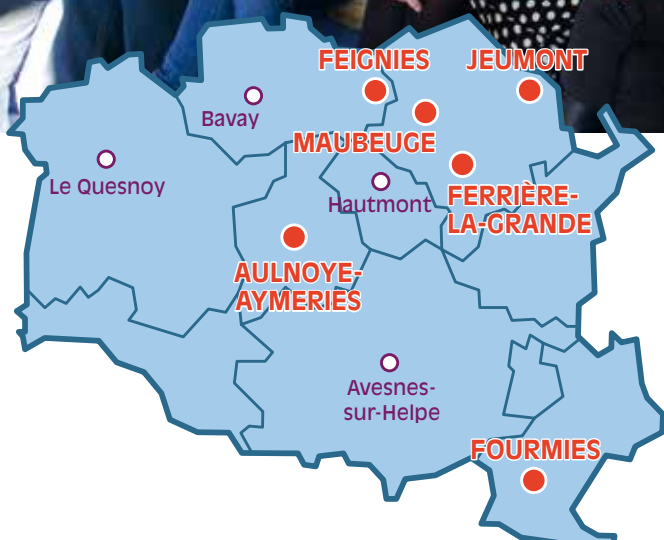 FEIGNIES
JEUMONT
Bavay
MAUBEUGE
Le Quesnoy
Hautmont
FERRIÈRE-
LA-GRANDE
AULNOYE-
AYMERIES
Avesnes-
sur-Helpe
FOURMIES